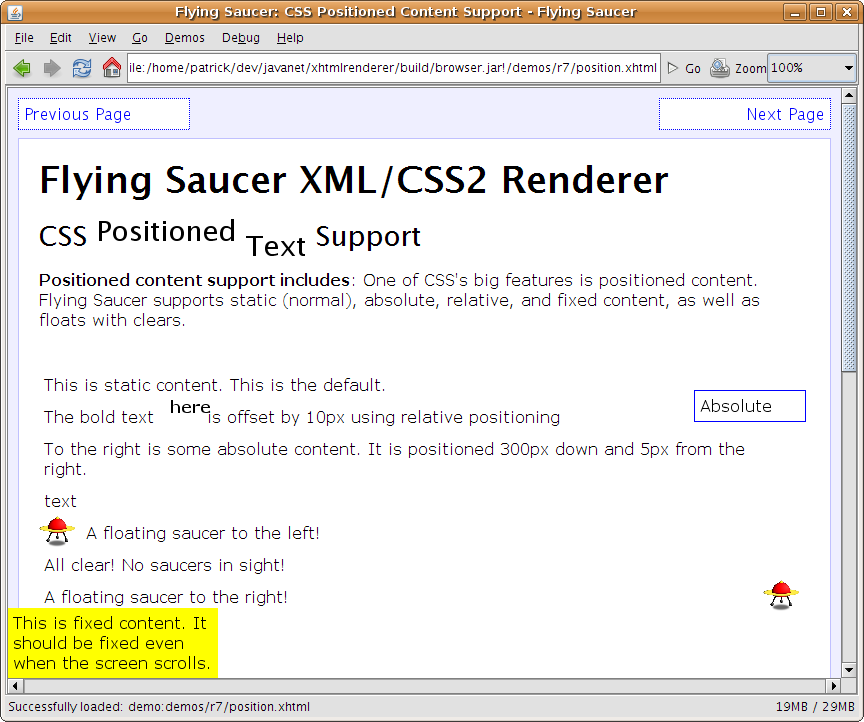 Flying Saucer: CSS Positioned Content Support - Flying Saucer
File Edit View Go Demos Debug Help
ile:/home/patrick/dev/javanet/xhtmlrenderer/build/browser.jar!/demos/r7/position.xhtml Go Zoom 100%
Previous Page Next Page
Flying Saucer XML/CSS2 Renderer
CSS Positioned Text Support
Positioned content support includes: One of CSS's big features is positioned content.
Flying Saucer supports static (normal), absolute, relative, and fixed content, as well as
floats with clears.
This is static content. This is the default.
Absolute
The bold text here is offset by 10px using relative positioning
To the right is some absolute content. It is positioned 300px down and 5px from the
right.
text
A floating saucer to the left!
All clear! No saucers in sight!
A floating saucer to the right!
This is fixed content. It
should be fixed even
when the screen scrolls.
Successfully loaded: demo:demos/r7/position.xhtml 19MB / 29MB